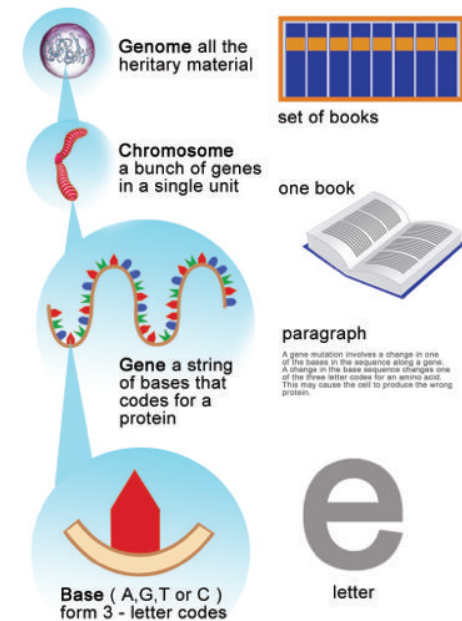 Genome all the
heritary material
set of books
Chromosome
a bunch of genes
in a single unit
one book
Gene a string
of bases that
codes for a
protein
paragraph
A gene mutation involves a change in one
of the bases in the sequence along a gene.
A change in the base sequence changes one
of the three letter codes for an amino acid.
This may cause the cell to produce the wrong
protein.
Base ( A,G,T or C )
form 3 - letter codes
e
letter